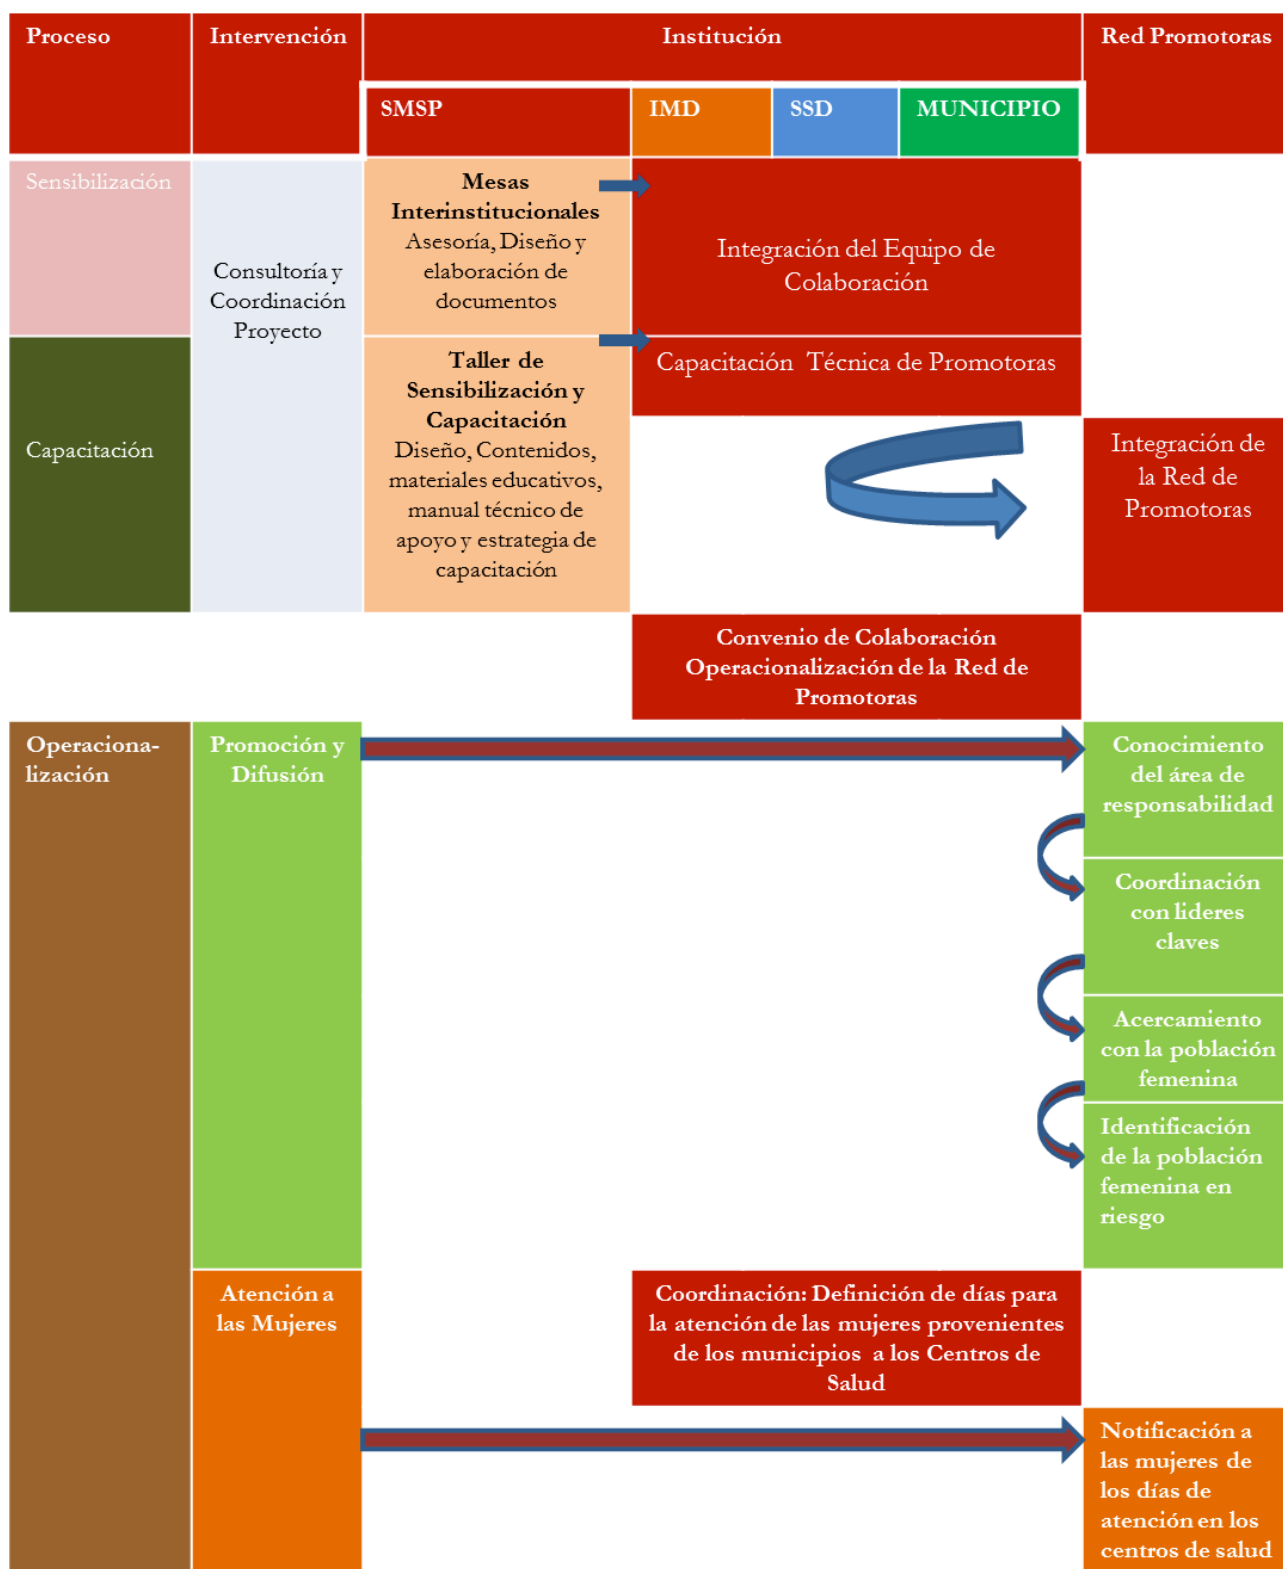 Proceso
Intervención
Institución
Red Promotoras
SMSP
IMD
SSD
MUNICIPIO
Sensibilización
Consultoría y
Coordinación
Proyecto
Mesas
Interinstitucionales
Asesoría, Diseño y
elaboración de
documentos
Integración del Equipo de
Colaboración
Capacitación
Taller de
Sensibilización y
Capacitación
Diseño, Contenidos,
materiales educativos,
manual técnico de
apoyo y estrategia de
capacitación
Capacitación Técnica de Promotoras
Integración de
la Red de
Promotoras
Convenio de Colaboración
Operacionalización de la Red de
Promotoras
Operaciona-
lización
Promoción y
Difusión
Conocimiento
del área de
responsabilidad
Coordinación
con lideres
claves
Acercamiento
con la población
femenina
Identificación
de la población
femenina en
riesgo
Atención a
las Mujeres
Coordinación: Definición de días para
la atención de las mujeres provenientes
de los municipios a los Centros de
Salud
Notificación a
las mujeres de
los días de
atención en los
centros de salud